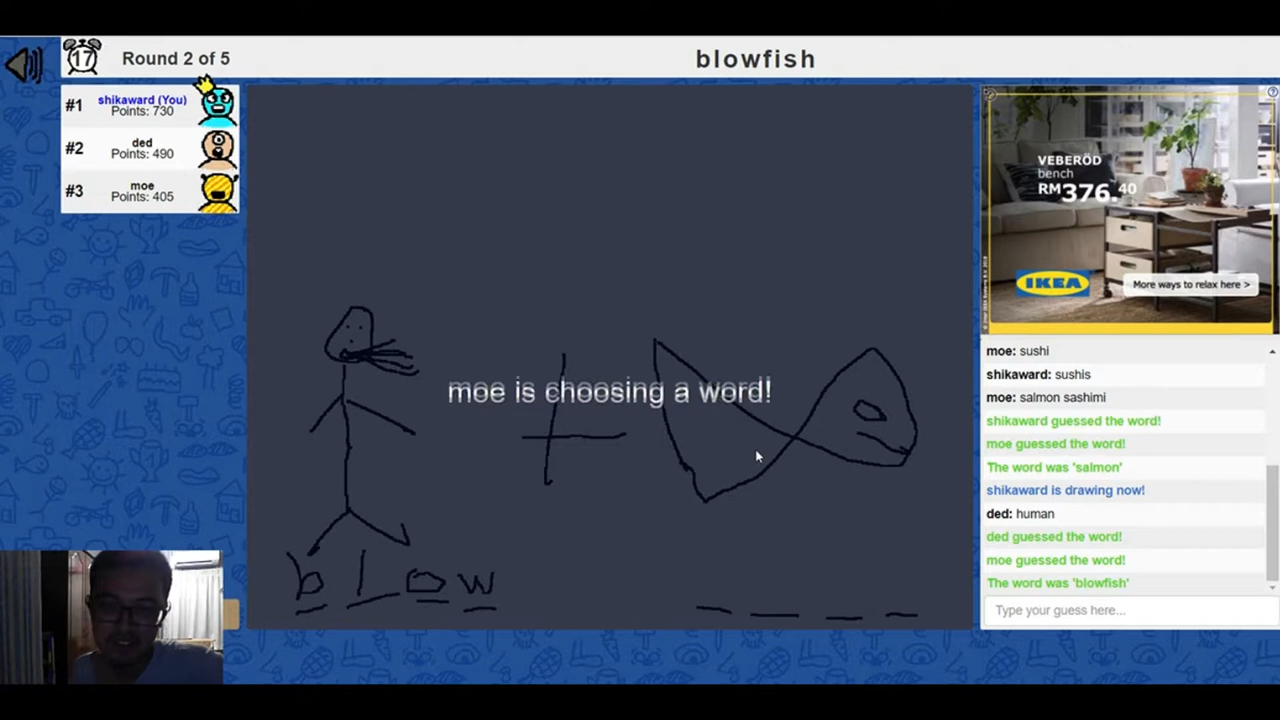 17
Round 2 of 5
blowfish
#1
shikaward (You)
Points: 730
#2
ded
Points: 490
#3
moe
Points: 405
moe is choosing a word!
blow
VEBERÖD
bench
RM376.40
IKEA
More ways to relax here >
moe: sushi
shikaward: sushis
moe: salmon sashimi
shikaward guessed the word!
moe guessed the word!
The word was 'salmon'
shikaward is drawing now!
ded: human
ded guessed the word!
moe guessed the word!
The word was 'blowfish'
Type your guess here...